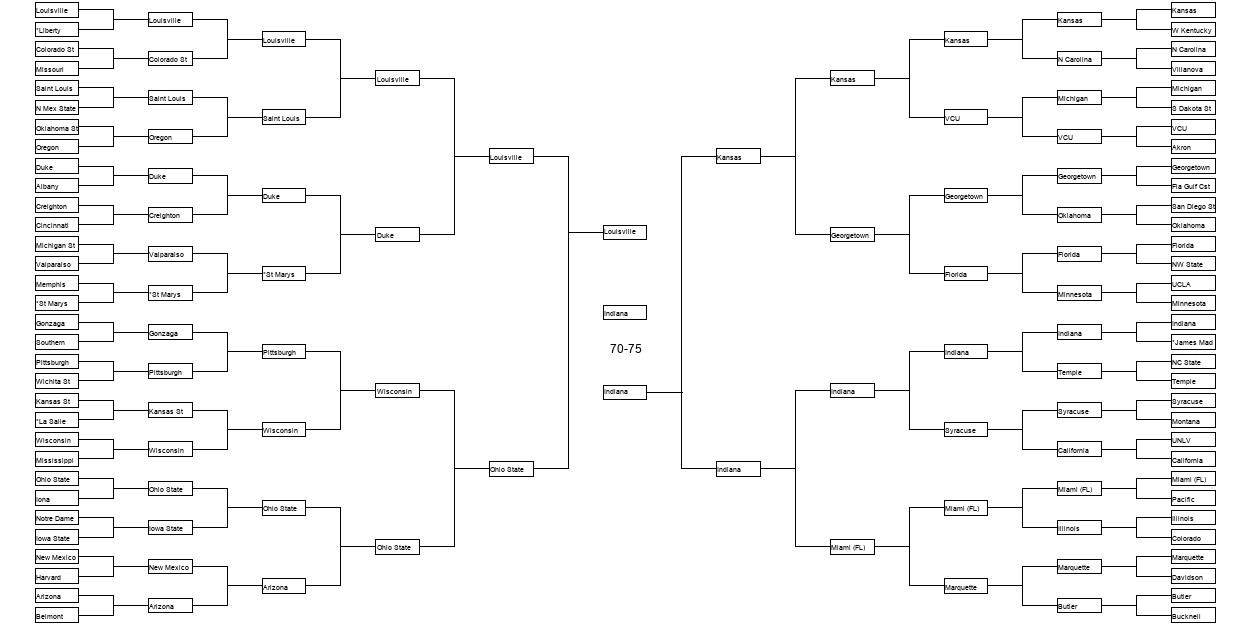 Louisville
*Liberty
Colorado St
Missouri
Saint Louis
N Mex State
Oklahoma St
Oregon
Duke
Albany
Creighton
Cincinnati
Michigan St
Valparaiso
Memphis
*St Marys
Gonzaga
Southern
Pittsburgh
Wichita St
Kansas St
*La Salle
Wisconsin
Mississippi
Ohio State
Iona
Notre Dame
Iowa State
New Mexico
Harvard
Arizona
Belmont
Louisville
Colorado St
Saint Louis
Oregon
Duke
Creighton
Valparaiso
*St Marys
Gonzaga
Pittsburgh
Kansas St
Wisconsin
Ohio State
Iowa State
New Mexico
Arizona
Louisville
Saint Louis
Duke
*St Marys
Pittsburgh
Wisconsin
Ohio State
Arizona
Louisville
Duke
Wisconsin
Ohio State
Louisville
Ohio State
Louisville
Indiana
70-75
Indiana
Kansas
Indiana
Kansas
Georgetown
Indiana
Miami (FL)
Kansas
VCU
Georgetown
Florida
Indiana
Syracuse
Miami (FL)
Marquette
Kansas
N Carolina
Michigan
VCU
Georgetown
Oklahoma
Florida
Minnesota
Indiana
Temple
Syracuse
California
Miami (FL)
Illinois
Marquette
Butler
Kansas
W Kentucky
N Carolina
Villanova
Michigan
S Dakota St
VCU
Akron
Georgetown
Fla Gulf Cst
San Diego St
Oklahoma
Florida
NW State
UCLA
Minnesota
Indiana
*James Mad
NC State
Temple
Syracuse
Montana
UNLV
California
Miami (FL)
Pacific
Illinois
Colorado
Marquette
Davidson
Butler
Bucknell